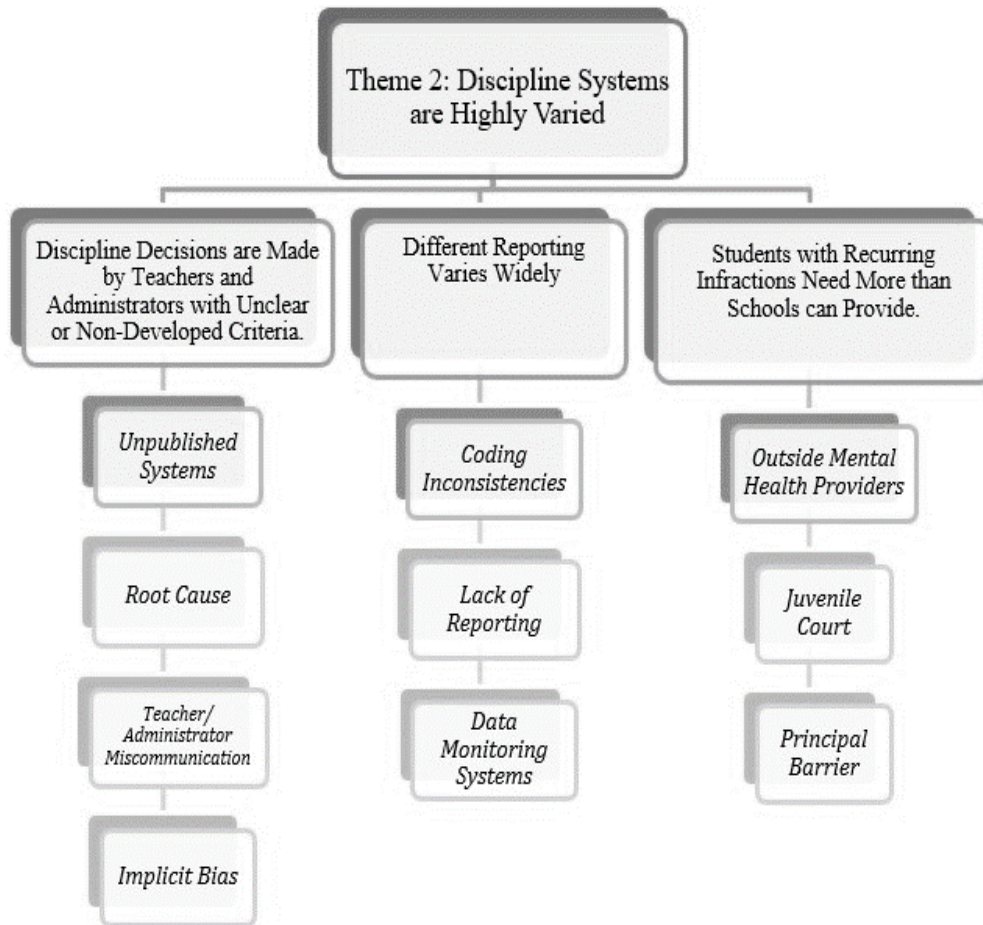 Theme 2: Discipline Systems
are Highly Varied
Discipline Decisions are Made
by Teachers and
Administrators with Unclear
or Non-Developed Criteria.
Unpublished
Systems
Root Cause
Teacher/
Administrator
Miscommunication
Implicit Bias
Different Reporting
Varies Widely
Coding
Inconsistencies
Lack of
Reporting
Data
Monitoring
Systems
Students with Recurring
Infractions Need More than
Schools can Provide.
Outside Mental
Health Providers
Juvenile
Court
Principal
Barrier